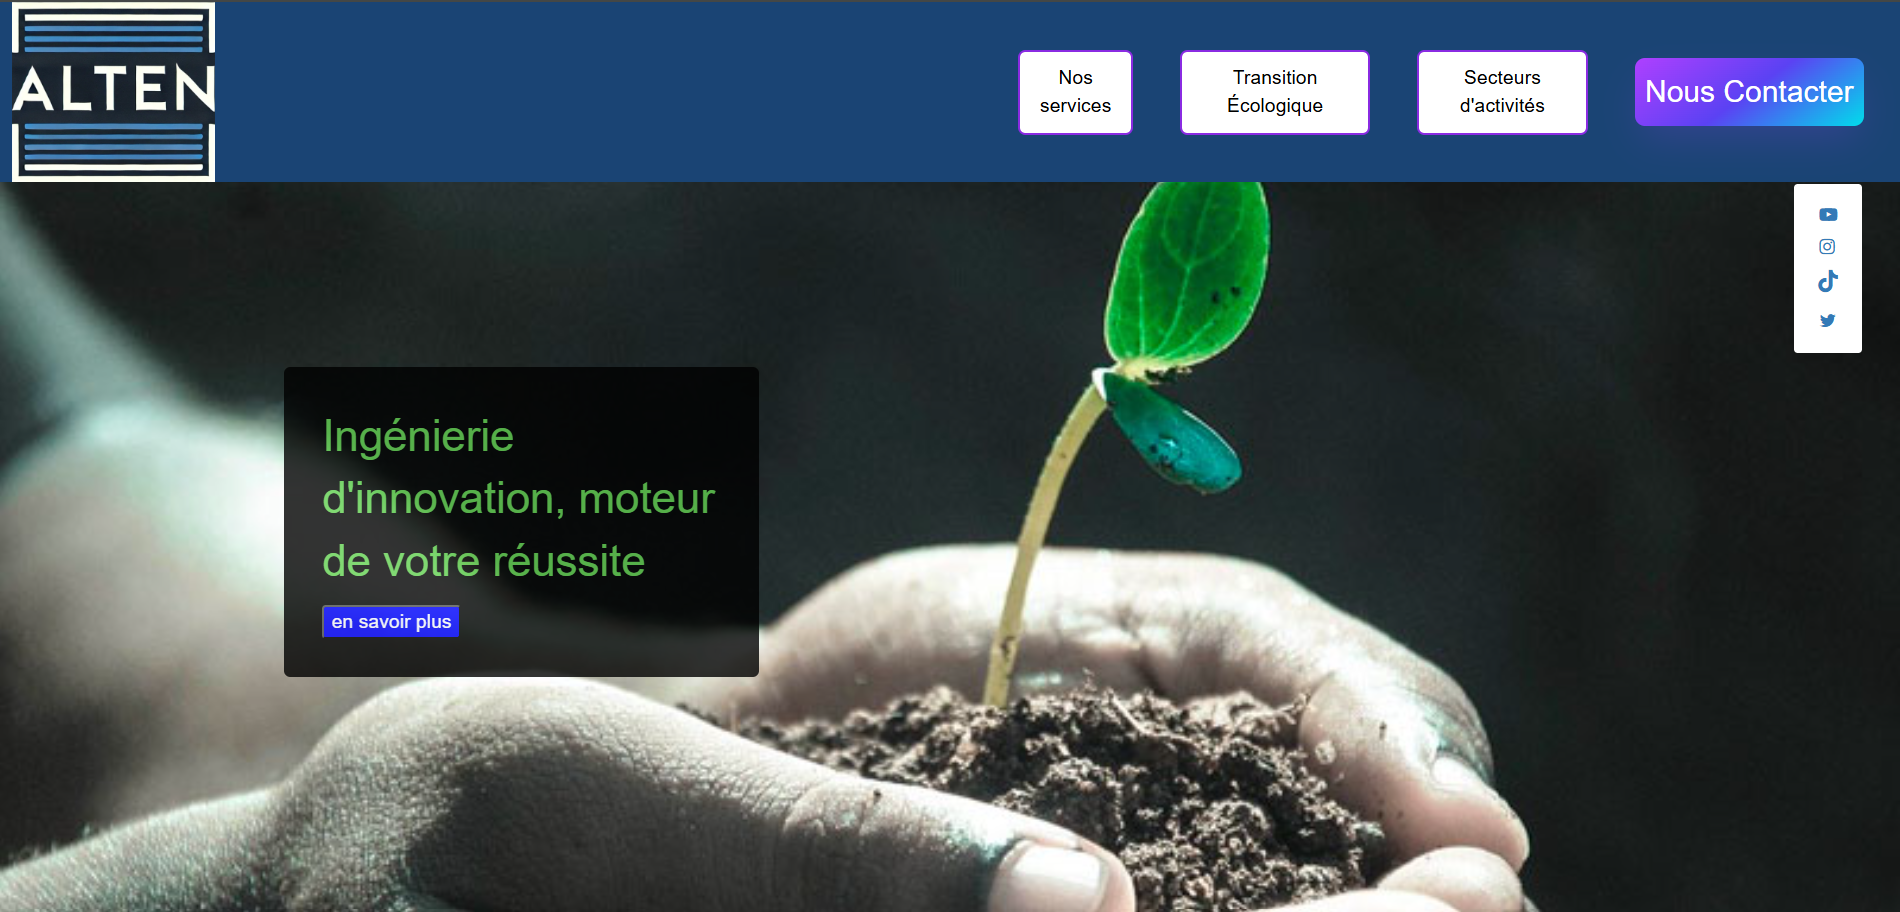 ALTEN
Nos
services
Transition
Écologique
Secteurs
d'activités
Nous Contacter
Ingénierie
d'innovation, moteur
de votre réussite
en savoir plus